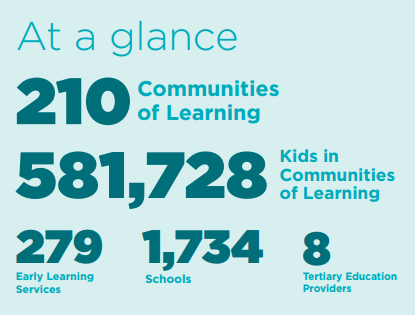 At a glance
210 Communities
of Learning
581,728 Kids in
Communities
of Learning
279 1,734 8
Early Learning
Services
Schools
Tertiary Education
Providers